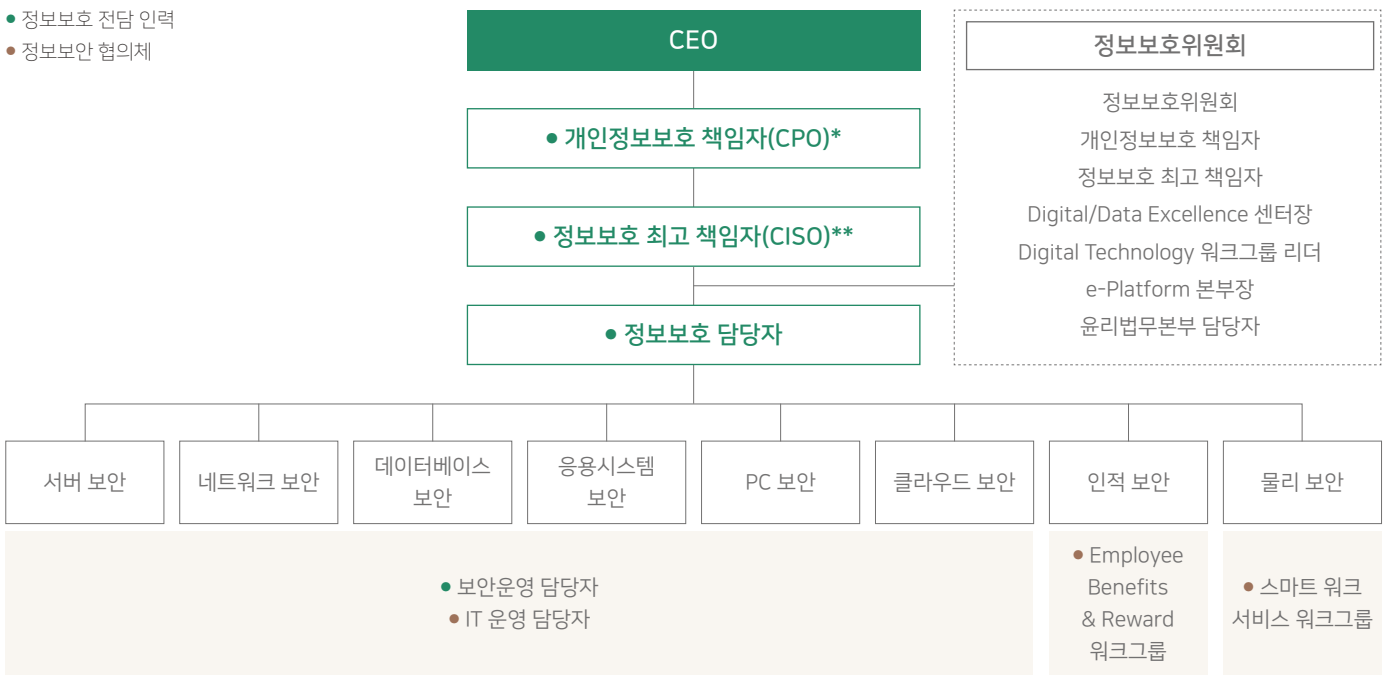 ● 정보보호 전담 인력
● 정보보안 협의체
CEO
● 개인정보보호 책임자(CPO)*
● 정보보호 최고 책임자(CISO)**
● 정보보호 담당자
정보보호위원회
정보보호위원회
개인정보보호 책임자
정보보호 최고 책임자
Digital/Data Excellence 센터장
Digital Technology 워크그룹 리더
e-Platform 본부장
윤리법무본부 담당자
서버 보안
네트워크 보안
데이터베이스
보안
응용시스템
보안
PC 보안
클라우드 보안
인적 보안
물리 보안
● 보안운영 담당자
● IT 운영 담당자
● Employee
Benefits
& Reward
워크그룹
● 스마트 워크
서비스 워크그룹